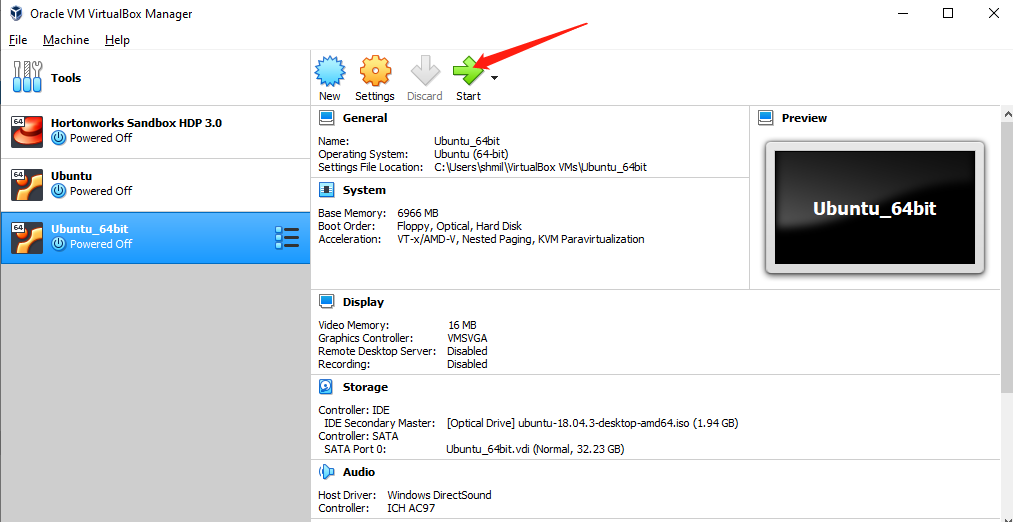 Oracle VM VirtualBox Manager
File Machine Help
Tools
New Settings Discard Start
64 Hortonworks Sandbox HDP 3.0
Powered Off
64 Ubuntu
Powered Off
64 Ubuntu_64bit
Powered Off
General
Name: Ubuntu_64bit
Operating System: Ubuntu (64-bit)
Settings File Location: C:\Users\shmil\VirtualBox VMs\Ubuntu_64bit
System
Base Memory: 6966 MB
Boot Order: Floppy, Optical, Hard Disk
Acceleration: VT-x/AMD-V, Nested Paging, KVM Paravirtualization
Preview
Ubuntu_64bit
Display
Video Memory: 16 MB
Graphics Controller: VMSVGA
Remote Desktop Server: Disabled
Recording: Disabled
Storage
Controller: IDE
IDE Secondary Master: [Optical Drive] ubuntu-18.04.3-desktop-amd64.iso (1.94 GB)
Controller: SATA
SATA Port 0: Ubuntu_64bit.vdi (Normal, 32.23 GB)
Audio
Host Driver: Windows DirectSound
Controller: ICH AC97